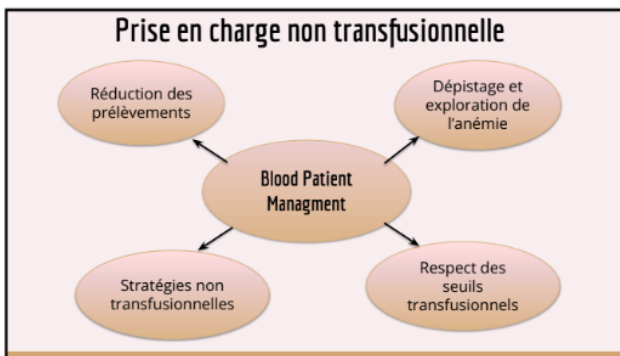 Prise en charge non transfusionnelle
Réduction des
prélèvements
Dépistage et
exploration de
l'anémie
Blood Patient
Managment
Stratégies non
transfusionnelles
Respect des
seuils
transfusionnels